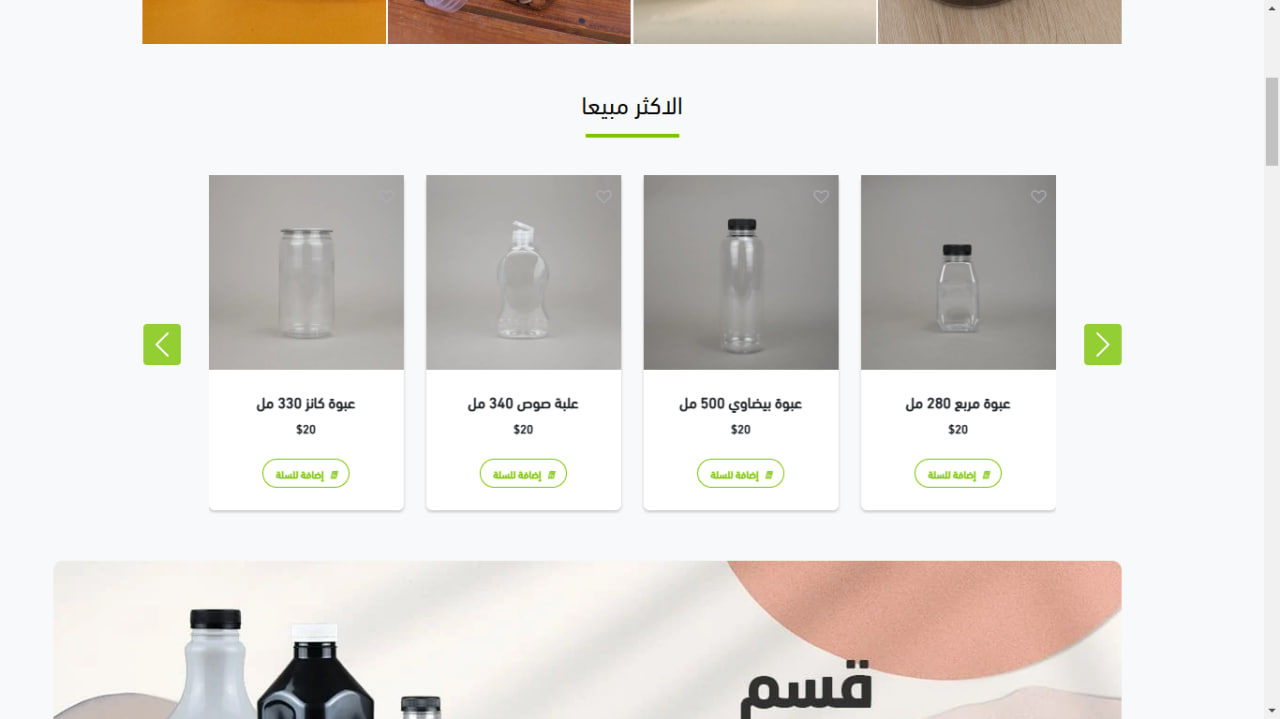 الاكثر مبيعا
عبوة مربع 280 مل
$20
إضافة للسلة
عبوة بيضاوي 500 مل
$20
إضافة للسلة
علبة صوص 340 مل
$20
إضافة للسلة
عبوة كانز 330 مل
$20
إضافة للسلة
قسم